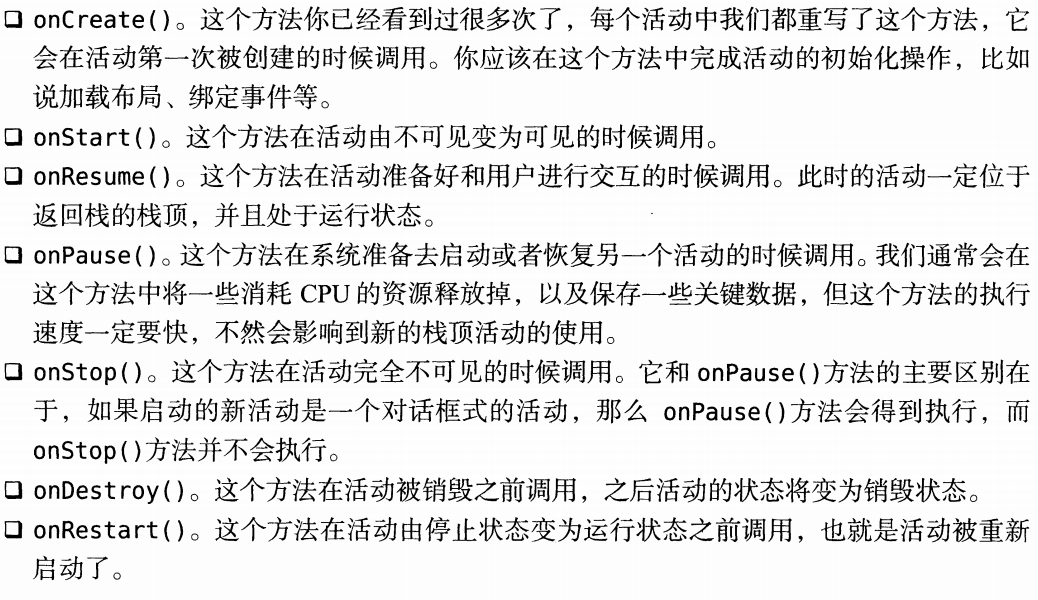 ❑ onCreate()。这个方法你已经看到过很多次了，每个活动中我们都重写了这个方法，它
会在活动第一次被创建的时候调用。你应该在这个方法中完成活动的初始化操作，比如
说加载布局、绑定事件等。
❑ onStart()。这个方法在活动由不可见变为可见的时候调用。
❑ onResume()。这个方法在活动准备好和用户进行交互的时候调用。此时的活动一定位于
返回栈的栈顶，并且处于运行状态。
❑ onPause()。这个方法在系统准备去启动或者恢复另一个活动的时候调用。我们通常会在
这个方法中将一些消耗 CPU 的资源释放掉，以及保存一些关键数据，但这个方法的执行
速度一定要快，不然会影响到新的栈顶活动的使用。
❑ onStop()。这个方法在活动完全不可见的时候调用。它和 onPause()方法的主要区别在
于，如果启动的新活动是一个对话框式的活动，那么 onPause()方法会得到执行，而
onStop()方法并不会执行。
❑ onDestroy()。这个方法在活动被销毁之前调用，之后活动的状态将变为销毁状态。
❑ onRestart()。这个方法在活动由停止状态变为运行状态之前调用，也就是活动被重新
启动了。